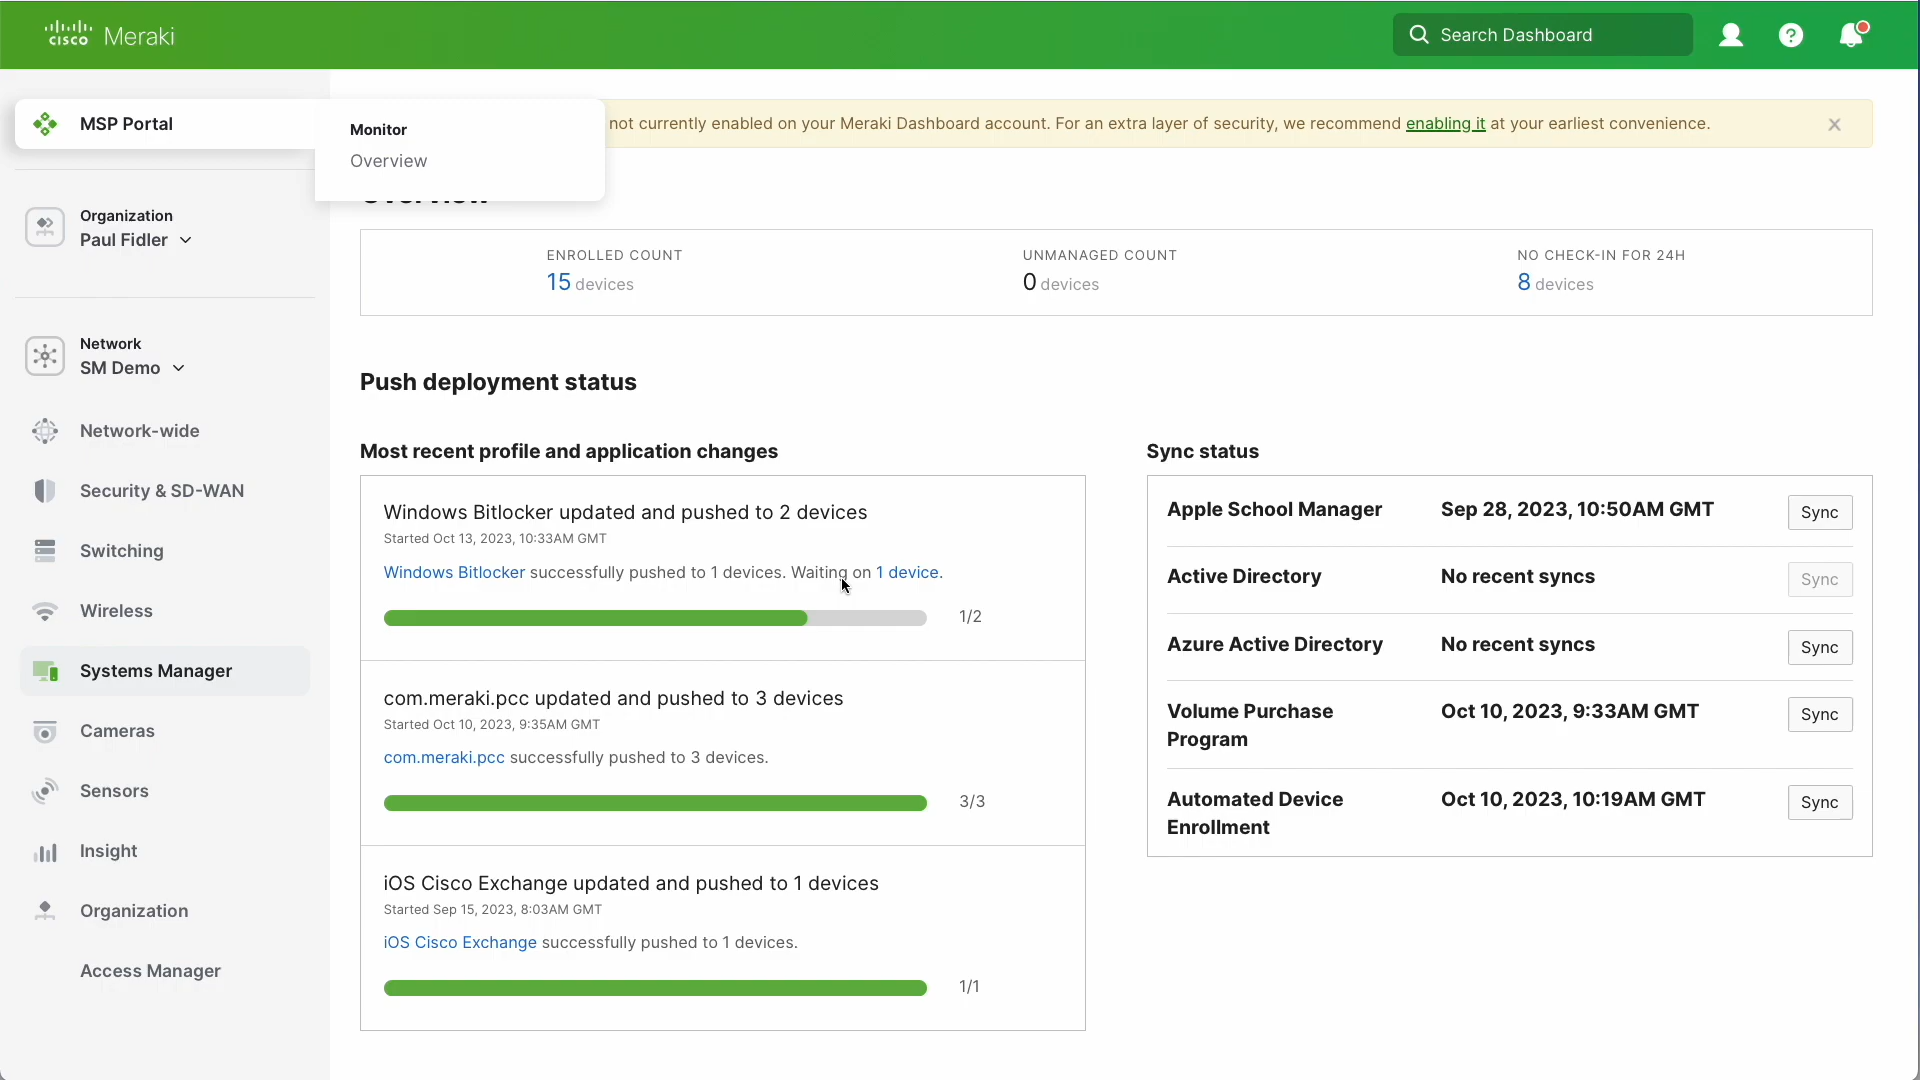 CISCO Meraki
Search Dashboard
MSP Portal
Monitor
Overview
not currently enabled on your Meraki Dashboard account. For an extra layer of security, we recommend enabling it at your earliest convenience.
Organization
Paul Fidler
Network
SM Demo
Network-wide
Security & SD-WAN
Switching
Wireless
Systems Manager
Cameras
Sensors
Insight
Organization
Access Manager
Overview
ENROLLED COUNT
15 devices
UNMANAGED COUNT
0 devices
NO CHECK-IN FOR 24H
8 devices
Push deployment status
Most recent profile and application changes
Windows Bitlocker updated and pushed to 2 devices
Started Oct 13, 2023, 10:33AM GMT
Windows Bitlocker successfully pushed to 1 devices. Waiting on 1 device.
1/2
com.meraki.pcc updated and pushed to 3 devices
Started Oct 10, 2023, 9:35AM GMT
com.meraki.pcc successfully pushed to 3 devices.
3/3
iOS Cisco Exchange updated and pushed to 1 devices
Started Sep 15, 2023, 8:03AM GMT
iOS Cisco Exchange successfully pushed to 1 devices.
1/1
Sync status
Apple School Manager Sep 28, 2023, 10:50AM GMT Sync
Active Directory No recent syncs Sync
Azure Active Directory No recent syncs Sync
Volume Purchase Oct 10, 2023, 9:33AM GMT Sync
Program
Automated Device Oct 10, 2023, 10:19AM GMT Sync
Enrollment